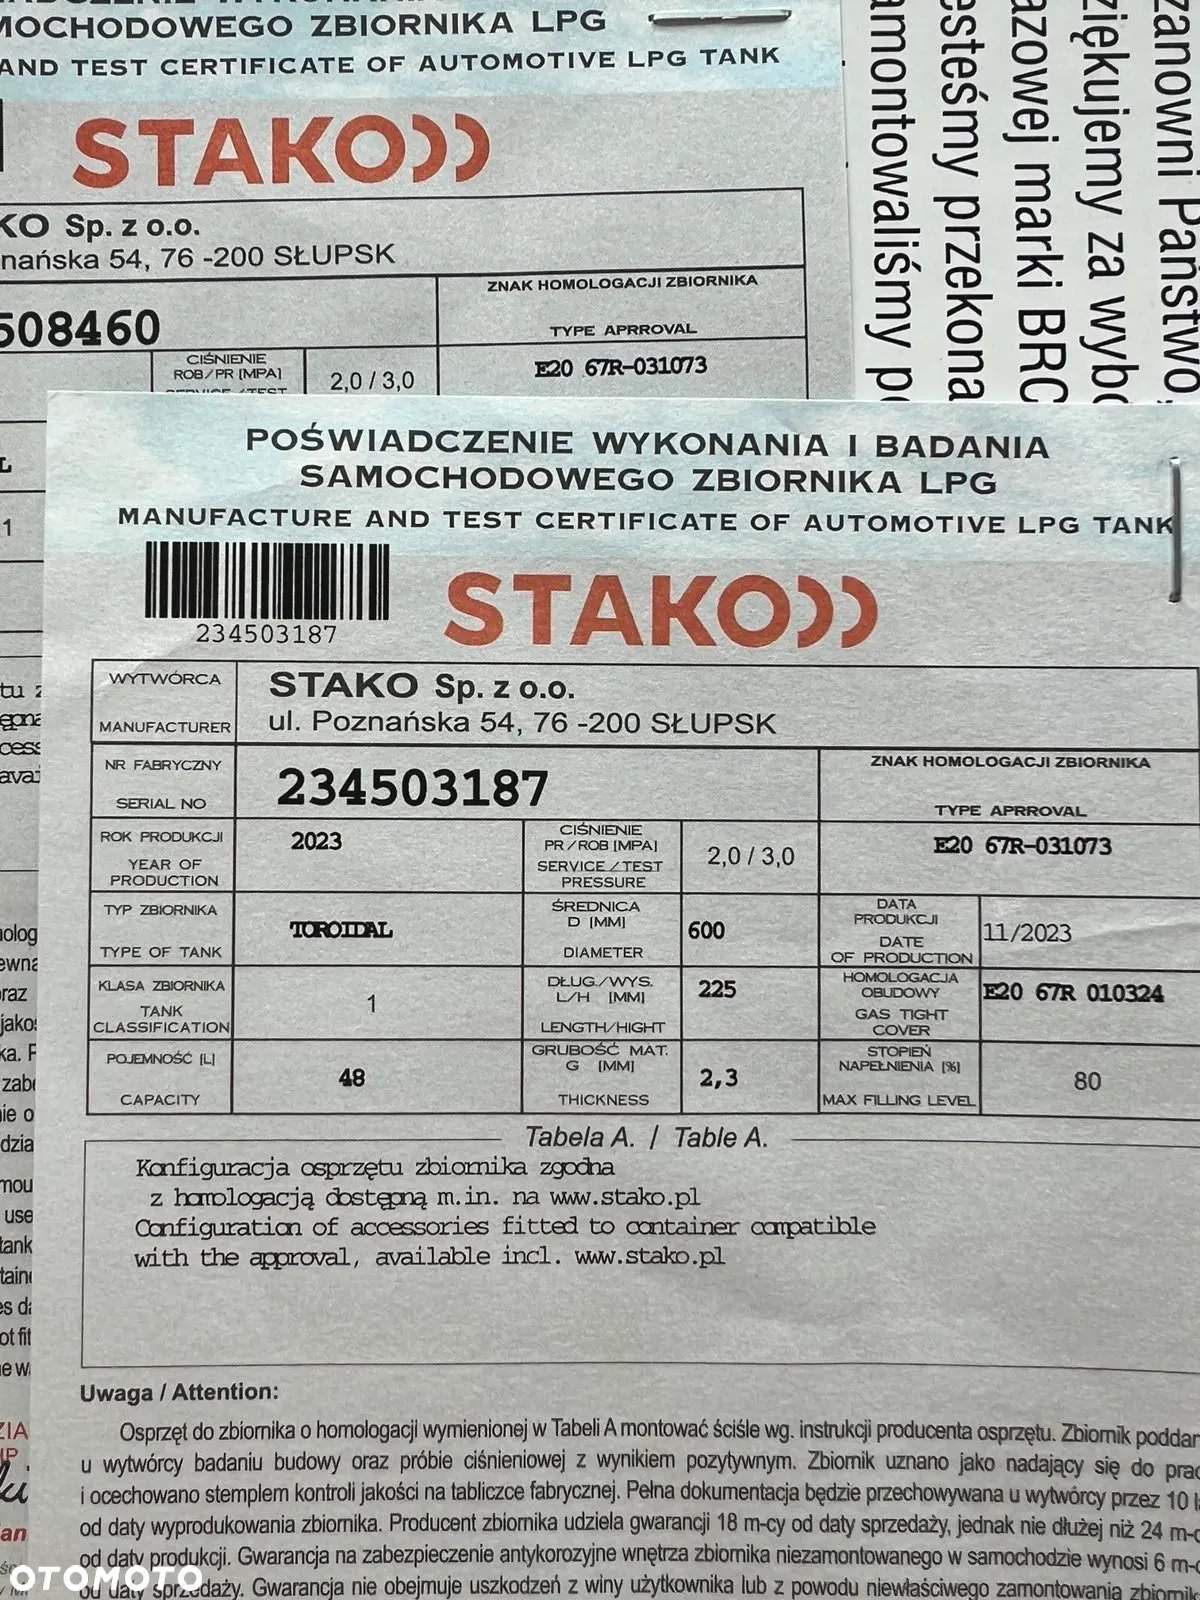 SAMOCHODOWEGO ZBIORNIKA LPG
AND TEST CERTIFICATE OF AUTOMOTIVE LPG TANK
STAKO
Sp. z o.o.
54, 76 -200 SŁUPSK
508460
ZNAK HOMOLOGACJI ZBIORNIKA
TYPE APRROVAL
E20 67R-031073
CIŚNIENIE
ROB/PR [MPA]
2,0 / 3,0
1
amontowaliśmy
esteśmy przekona
azowej marki BRC
ziękujemy za wybo
zanowni Państwo,
POŚWIADCZENIE WYKONANIA I BADANIA
SAMOCHODOWEGO ZBIORNIKA LPG
MANUFACTURE AND TEST CERTIFICATE OF AUTOMOTIVE LPG TANK
234503187
STAKO
WYTWÓRCA
MANUFACTURER
STAKO Sp. z o.o.
ul. Poznańska 54, 76 -200 SŁUPSK
NR FABRYCZNY
SERIAL NO
234503187
ZNAK HOMOLOGACJI ZBIORNIKA
TYPE APRROVAL
E20 67R-031073
ROK PRODUKCJI
YEAR OF
PRODUCTION
2023
CIŚNIENIE
PR/ROB [MPA]
SERVICE/TEST
PRESSURE
2,0 / 3,0
TYP ZBIORNIKA
TYPE OF TANK
TOROIDAL
ŚREDNICA
D [MM]
DIAMETER
600
DATA
PRODUKCJI
DATE
OF PRODUCTION
11/2023
KLASA ZBIORNIKA
TANK
CLASSIFICATION
1
DŁUG./WYS.
L/H [MM]
LENGTH/HIGHT
225
HOMOLOGACJA
OBUDOWY
GAS TIGHT
COVER
E20 67R 010324
POJEMNOŚĆ [L]
CAPACITY
48
GRUBOŚĆ MAT.
G [MM]
THICKNESS
2,3
STOPIEŃ
NAPEŁNIENIA [%]
MAX FILLING LEVEL
80
Tabela A. / Table A.
Konfiguracja osprzętu zbiornika zgodna
z homologacją dostępną m.in. na www.stako.pl
Configuration of accessories fitted to container compatible
with the approval, available incl. www.stako.pl
Uwaga / Attention:
Osprzęt do zbiornika o homologacji wymienionej w Tabeli A montować ściśle wg. instrukcji producenta osprzętu. Zbiornik poddan
u wytwórcy badaniu budowy oraz próbie ciśnieniowej z wynikiem pozytywnym. Zbiornik uznano jako nadający się do prac
i ocechowano stemplem kontroli jakości na tabliczce fabrycznej. Pełna dokumentacja będzie przechowywana u wytwórcy przez 10 l
od daty wyprodukowania zbiornika. Producent zbiornika udziela gwarancji 18 m-cy od daty sprzedaży, jednak nie dłużej niż 24 m-c
od daty produkcji. Gwarancja na zabezpieczenie antykorozyjne wnętrza zbiornika niezamontowanego w samochodzie wynosi 6 m-c
od daty sprzedaży. Gwarancja nie obejmuje uszkodzeń z winy użytkownika lub z powodu niewłaściwego zamontowania zbiornik
OTOMOTO